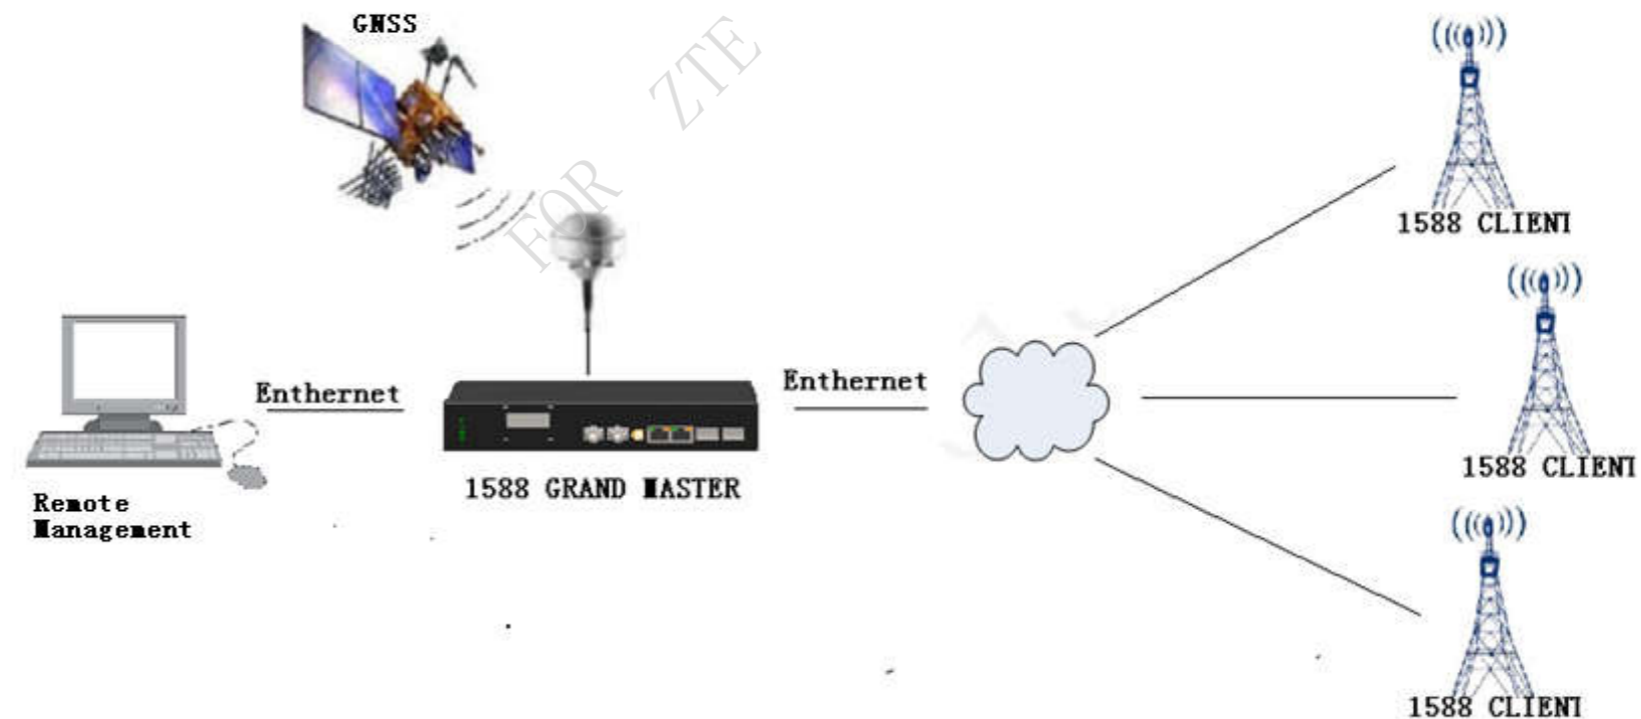 GNSS
FOR ZTE
1588 CLIENT
1588 CLIENT
Enthernet
Enthernet
1588 GRAND MASTER
Remote
Management
1588 CLIENT